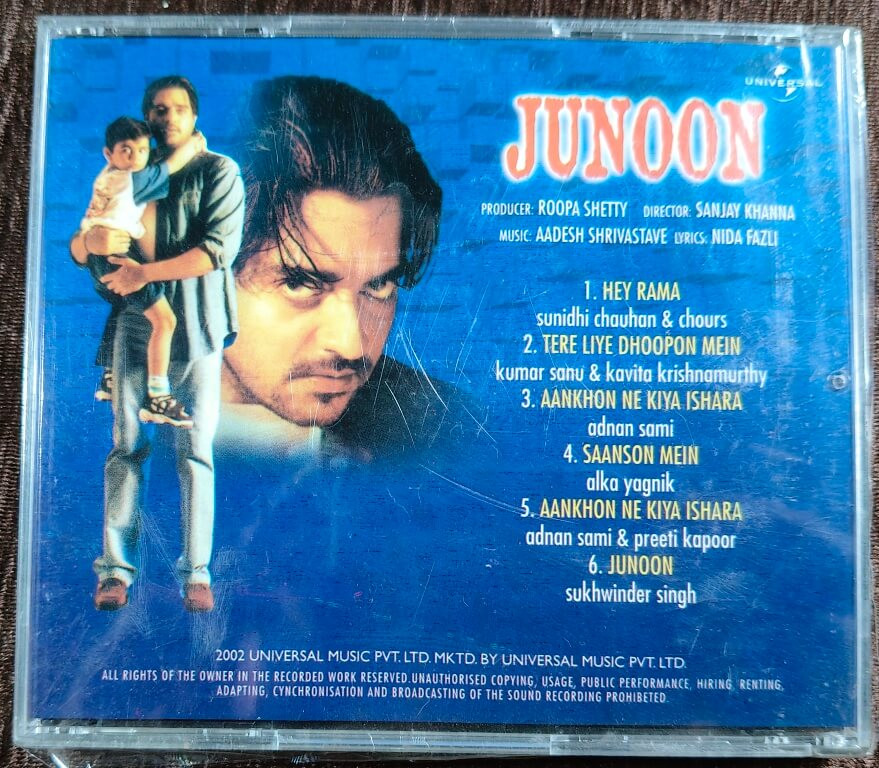 UNIVERSAL
JUNOON
PRODUCER: ROOPA SHETTY DIRECTOR: SANJAY KHANNA
MUSIC: AADESH SHRIVASTAVE LYRICS: NIDA FAZLI
1. HEY RAMA
sunidhi chauhan & chours
2. TERE LIYE DHOOPON MEIN
kumar sanu & kavita krishnamurthy
3. AANKHON NE KIYA ISHARA
adnan sami
4. SAANSON MEIN
alka yagnik
5. AANKHON NE KIYA ISHARA
adnan sami & preeti kapoor
6. JUNOON
sukhwinder singh
2002 UNIVERSAL MUSIC PVT. LTD. MKTD. BY UNIVERSAL MUSIC PVT. LTD.
ALL RIGHTS OF THE OWNER IN THE RECORDED WORK RESERVED.UNAUTHORISED COPYING, USAGE, PUBLIC PERFORMANCE, HIRING, RENTING,
ADAPTING, CYNCHRONISATION AND BROADCASTING OF THE SOUND RECORDING PROHIBETED.